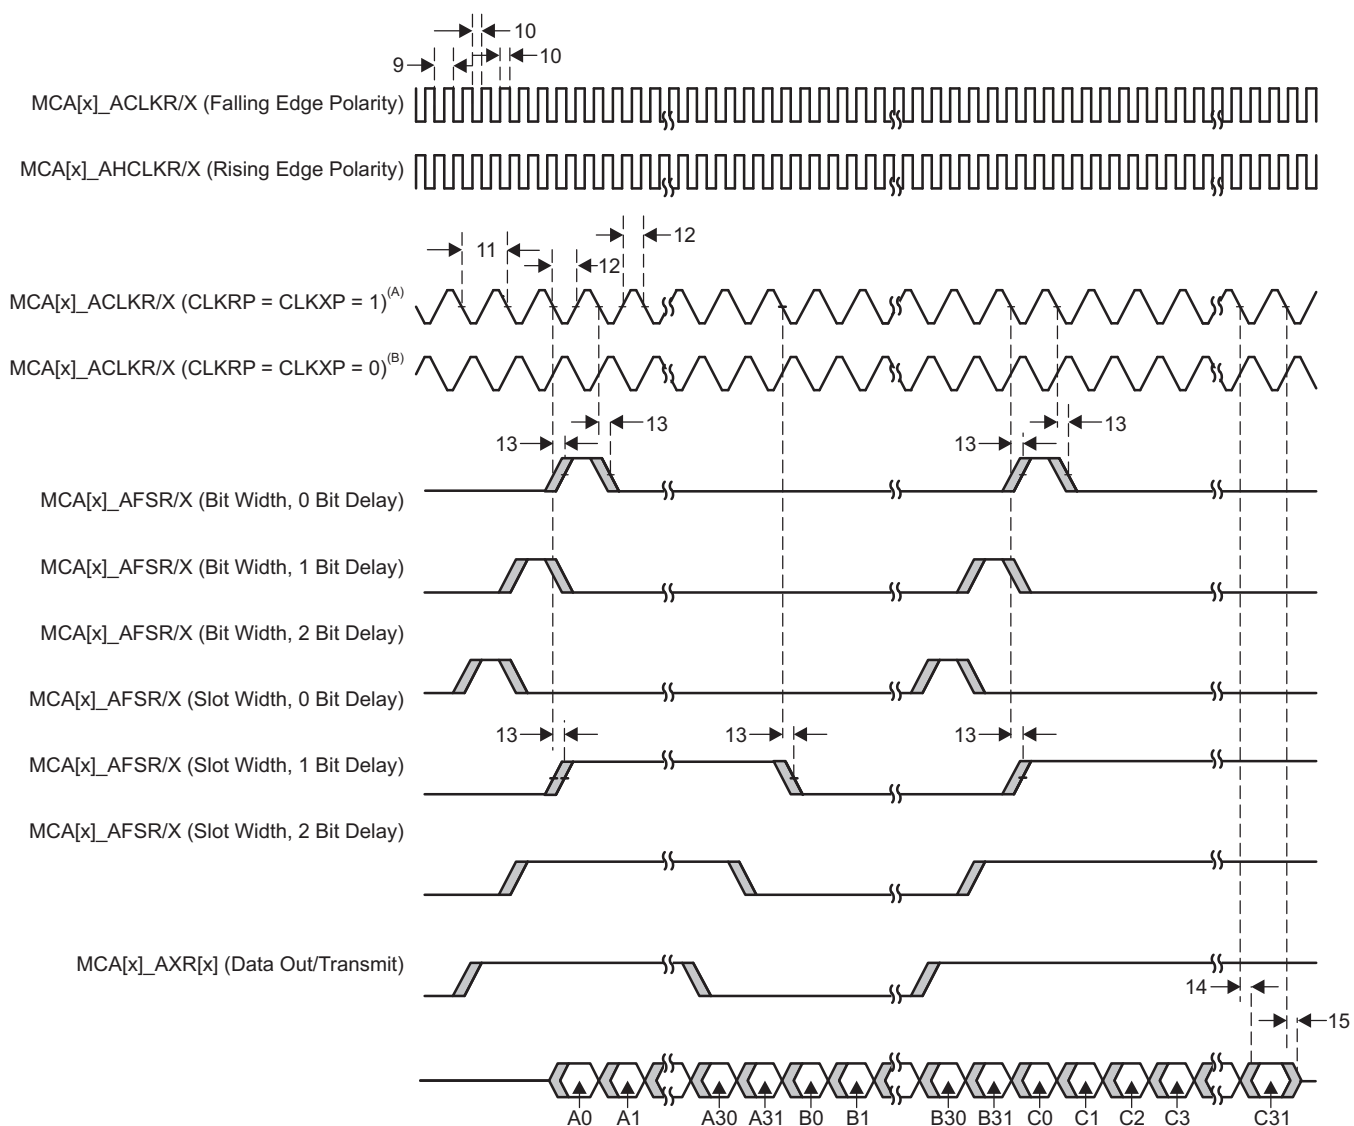 10
10
9
MCA[x]_ACLKR/X (Falling Edge Polarity)
MCA[x]_AHCLKR/X (Rising Edge Polarity)
12
11
12
MCA[x]_ACLKR/X (CLKRP = CLKXP = 1)(A)
MCA[x]_ACLKR/X (CLKRP = CLKXP = 0)(B)
13 13
13 13
MCA[x]_AFSR/X (Bit Width, 0 Bit Delay)
MCA[x]_AFSR/X (Bit Width, 1 Bit Delay)
MCA[x]_AFSR/X (Bit Width, 2 Bit Delay)
MCA[x]_AFSR/X (Slot Width, 0 Bit Delay)
13 13 13
MCA[x]_AFSR/X (Slot Width, 1 Bit Delay)
MCA[x]_AFSR/X (Slot Width, 2 Bit Delay)
MCA[x]_AXR[x] (Data Out/Transmit)
14
15
A0 A1 A30 A31 B0 B1 B30 B31 C0 C1 C2 C3 C31